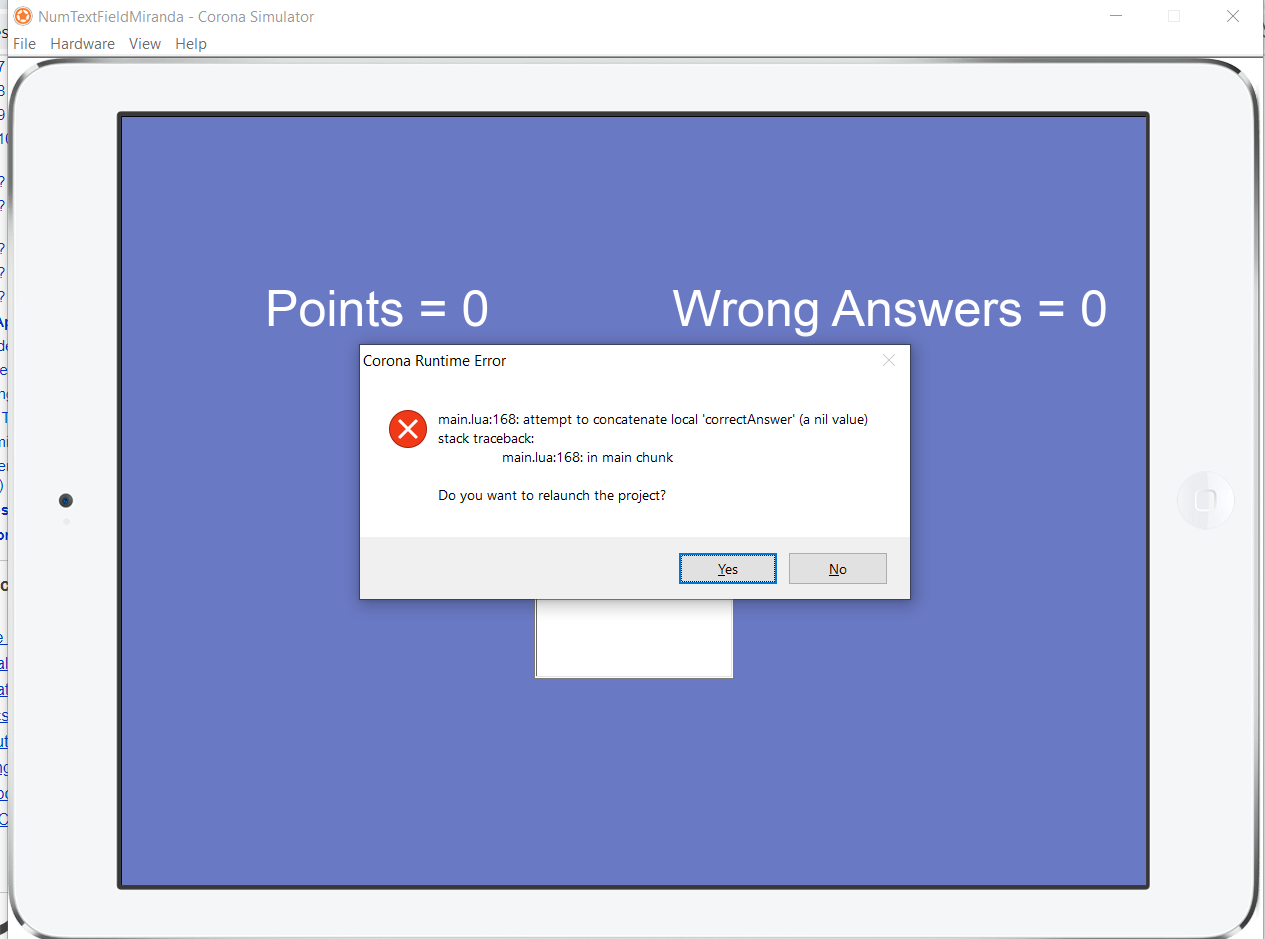 NumTextFieldMiranda - Corona Simulator
File Hardware View Help
Points = 0
Wrong Answers = 0
Corona Runtime Error
main.lua:168: attempt to concatenate local 'correctAnswer' (a nil value)
stack traceback:
main.lua:168: in main chunk
Do you want to relaunch the project?
Yes
No